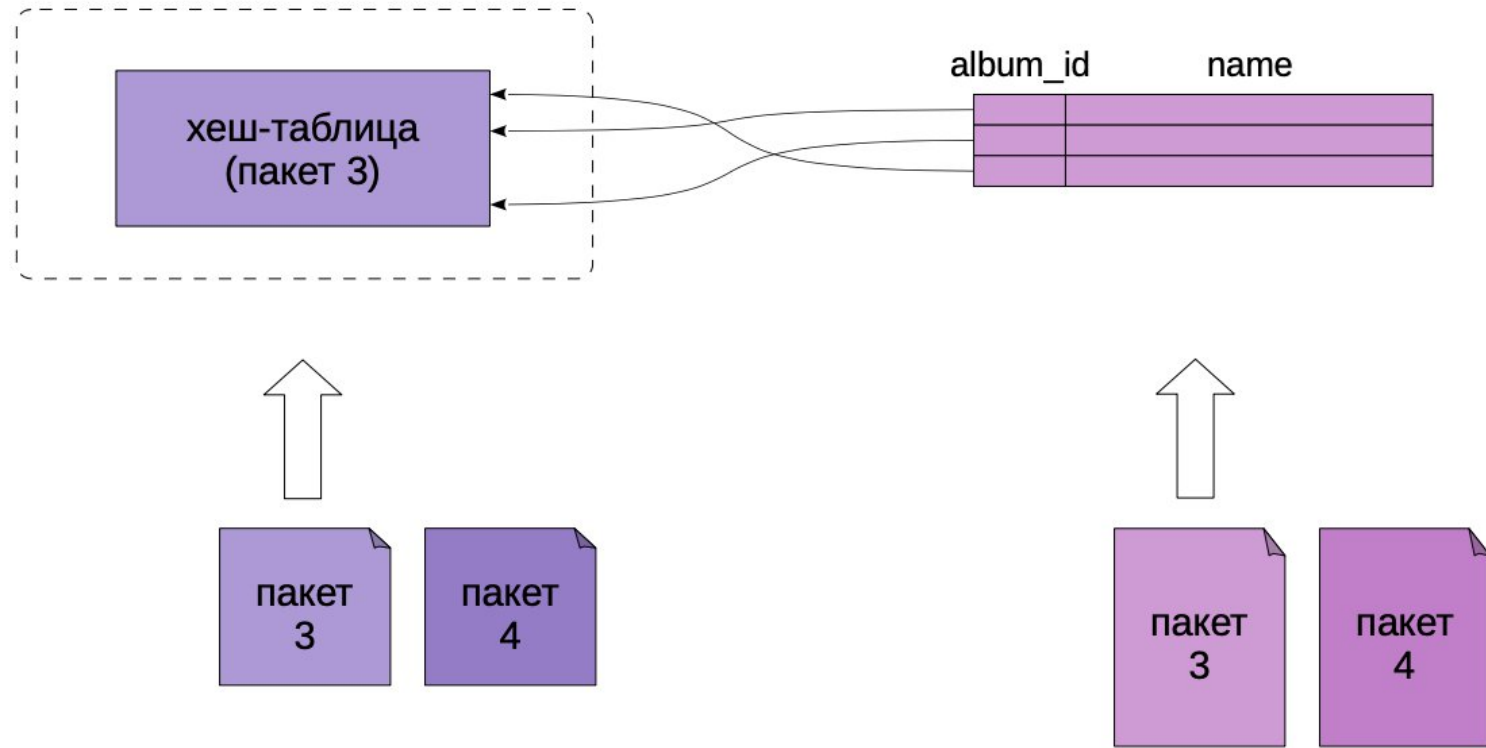 album_id name
хеш-таблица
(пакет 3)
пакет
3
пакет
4
пакет
3
пакет
4